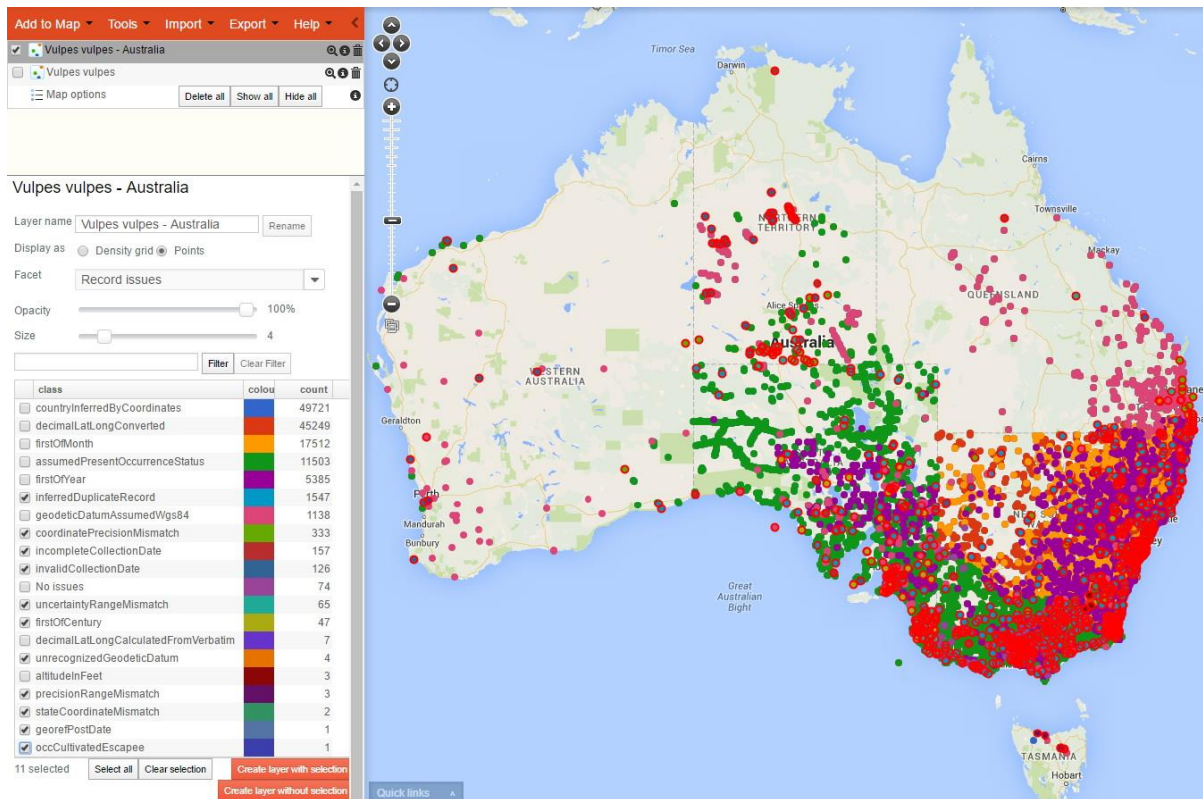 Add to Map Tools Import Export Help
Vulpes vulpes - Australia
Vulpes vulpes
Map options Delete all Show all Hide all
Vulpes vulpes - Australia
Layer name Vulpes vulpes - Australia Rename
Display as Density grid Points
Facet Record issues
Opacity 100%
Size 4
Filter Clear Filter
class colou count
countryInferredByCoordinates 49721
decimalLatLongConverted 45249
firstOfMonth 17512
assumedPresentOccurrenceStatus 11503
firstOfYear 5385
inferredDuplicateRecord 1547
geodeticDatumAssumedWgs84 1138
coordinatePrecisionMismatch 333
incompleteCollectionDate 157
invalidCollectionDate 126
No issues 74
uncertaintyRangeMismatch 65
firstOfCentury 47
decimalLatLongCalculatedFromVerbatim 7
unrecognizedGeodeticDatum 4
altitudeInFeet 3
precisionRangeMismatch 3
stateCoordinateMismatch 2
georefPostDate 1
occCultivatedEscapee 1
11 selected Select all Clear selection Create layer with selection
Create layer without selection
Timor Sea
Darwin
Cairns
Townsville
NORTHERN
TERRITORY
Mackay
QUEENSLAND
Alice
Australia
WESTERN
AUSTRALIA
Geraldton
Perth
Mandurah
Bunbury
Great
Australian
Bight
TASMANIA
Hobart
Quick links